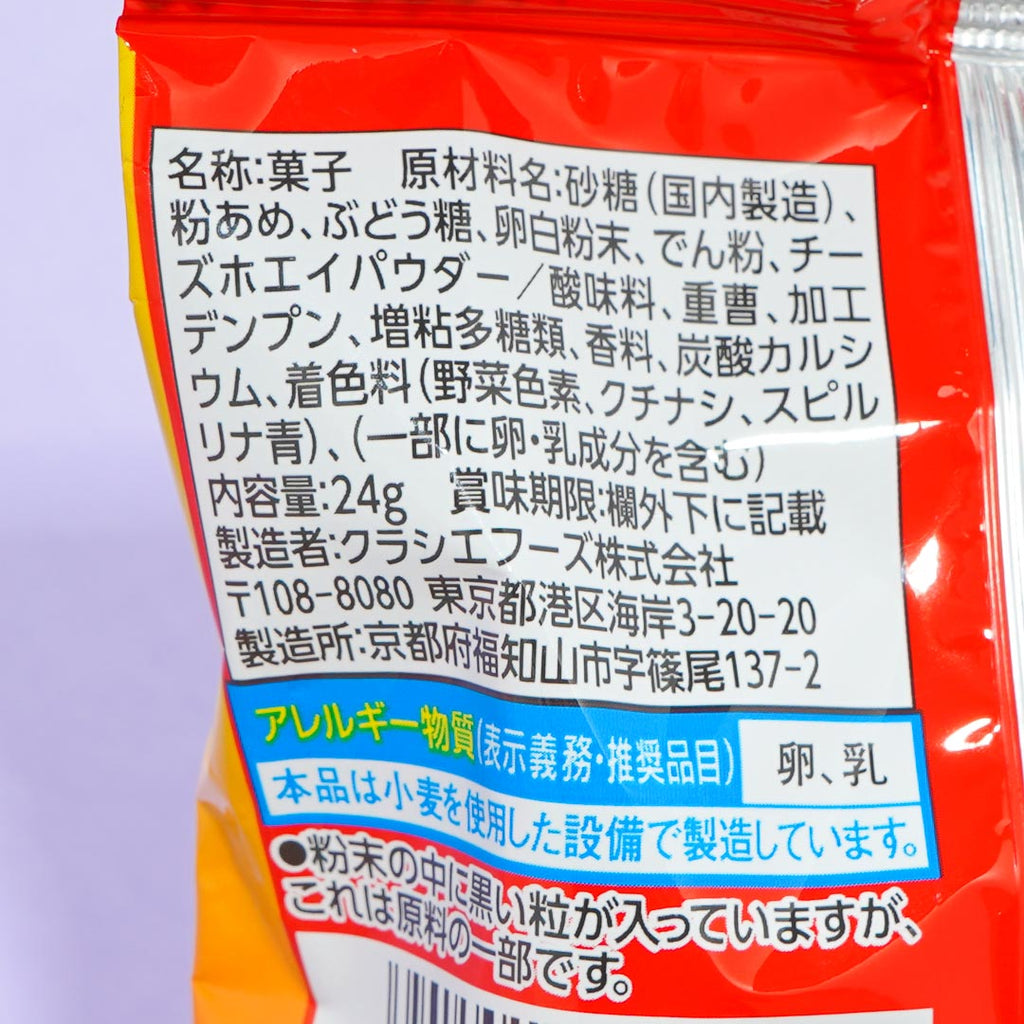 名称:菓子　原材料名:砂糖(国内製造)、
粉あめ、ぶどう糖、卵白粉末、でん粉、チー
ズホエイパウダー/酸味料、重曹、加工
デンプン、増粘多糖類、香料、炭酸カルシ
ウム、着色料(野菜色素、クチナシ、スピル
リナ青)、(一部に卵・乳成分を含む)
内容量:24g　賞味期限:欄外下に記載
製造者:クラシエフーズ株式会社
〒108-8080 東京都港区海岸3-20-20
製造所:京都府福知山市字篠尾137-2
アレルギー物質(表示義務・推奨品目)　卵、乳
本品は小麦を使用した設備で製造しています。
●粉末の中に黒い粒が入っていますが、
これは原料の一部です。